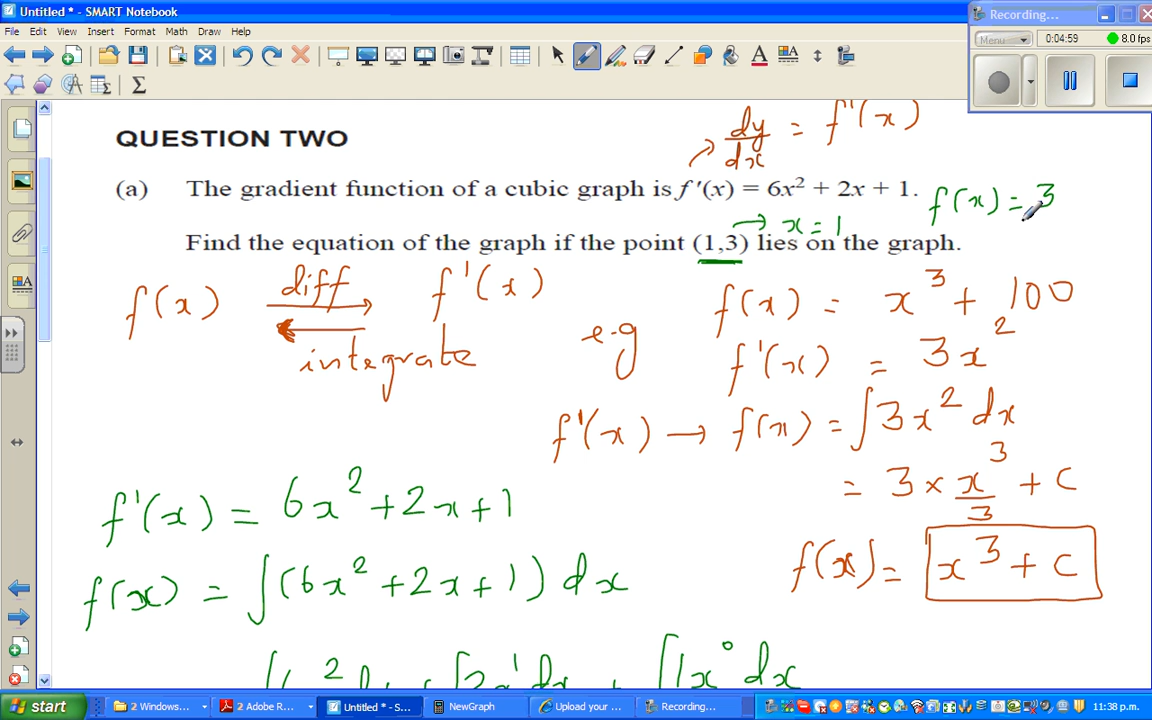 Untitled * - SMART Notebook
File Edit View Insert Format Math Draw Help
Recording...
Menu 0:04:59 8.0 fps
dy/dx = f'(x)
QUESTION TWO
(a) The gradient function of a cubic graph is f'(x) = 6x² + 2x + 1.
f(x) = 3
→ x = 1
Find the equation of the graph if the point (1,3) lies on the graph.
f(x) diff f'(x)
integrate
e.g f(x) = x³ + 100
f'(x) = 3x²
f'(x) → f(x) = ∫3x² dx
= 3 × x³/3 + c
f(x) = x³ + c
f'(x) = 6x² + 2x + 1
f(x) = ∫(6x² + 2x + 1) dx
∫1x⁰ dx
start 2 Windows... 2 Adobe R... Untitled * - S... NewGraph Upload your ... Recording... 11:38 pm